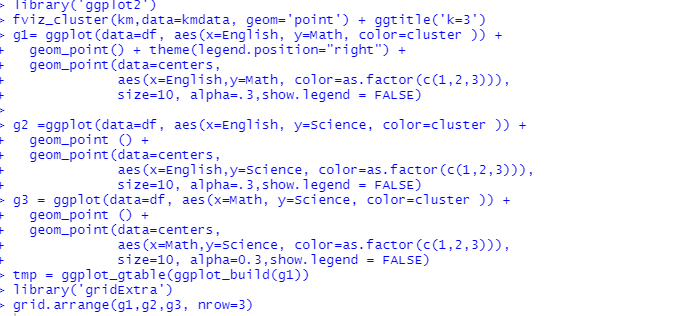 > library('ggplot2')
> fviz_cluster(km,data=kmdata, geom='point') + ggtitle('k=3')
> g1= ggplot(data=df, aes(x=English, y=Math, color=cluster )) +
+   geom_point() + theme(legend.position="right") +
+   geom_point(data=centers,
+              aes(x=English,y=Math, color=as.factor(c(1,2,3))),
+              size=10, alpha=.3,show.legend = FALSE)
>
> g2 =ggplot(data=df, aes(x=English, y=Science, color=cluster )) +
+   geom_point () +
+   geom_point(data=centers,
+              aes(x=English,y=Science, color=as.factor(c(1,2,3))),
+              size=10, alpha=.3,show.legend = FALSE)
> g3 = ggplot(data=df, aes(x=Math, y=Science, color=cluster )) +
+   geom_point () +
+   geom_point(data=centers,
+              aes(x=Math,y=Science, color=as.factor(c(1,2,3))),
+              size=10, alpha=0.3,show.legend = FALSE)
> tmp = ggplot_gtable(ggplot_build(g1))
> library('gridExtra')
> grid.arrange(g1,g2,g3, nrow=3)